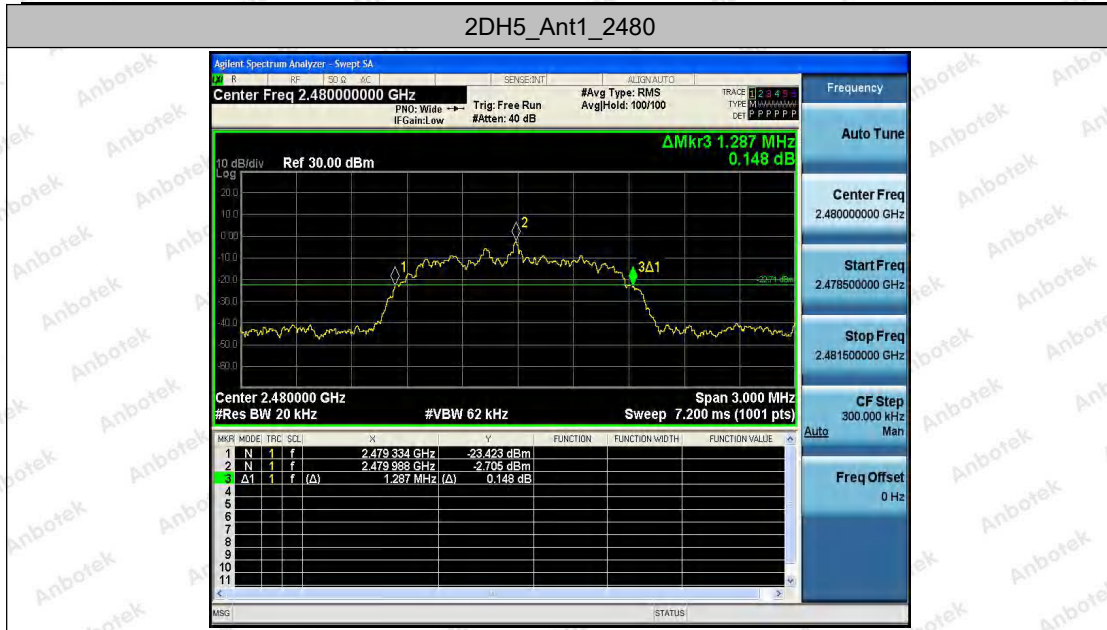 2DH5_Ant1_2480
Agilent Spectrum Analyzer - Swept SA
LXI R RF 50 Ω AC SENSE:INT ALIGN AUTO
Center Freq 2.480000000 GHz #Avg Type: RMS TRACE 1 2 3 4 5 6
PNO: Wide Trig: Free Run Avg|Hold: 100/100 TYPE MWWWWW
IFGain:Low #Atten: 40 dB DET P P P P P P
ΔMkr3 1.287 MHz
0.148 dB
10 dB/div Ref 30.00 dBm
Log
20.0
10.0
0.00
-10.0
-20.0
-30.0
-40.0
-50.0
-60.0
1
2
3Δ1
-22.71 dBm
Center 2.480000 GHz Span 3.000 MHz
#Res BW 20 kHz #VBW 62 kHz Sweep 7.200 ms (1001 pts)
MKR MODE TRC SCL X Y FUNCTION FUNCTION WIDTH FUNCTION VALUE
1 N 1 f 2.479 334 GHz -23.423 dBm
2 N 1 f 2.479 988 GHz -2.705 dBm
3 Δ1 1 f (Δ) 1.287 MHz (Δ) 0.148 dB
4
5
6
7
8
9
10
11
MSG STATUS
Frequency
Auto Tune
Center Freq
2.480000000 GHz
Start Freq
2.478500000 GHz
Stop Freq
2.481500000 GHz
CF Step
300.000 kHz
Auto Man
Freq Offset
0 Hz
Anbotek